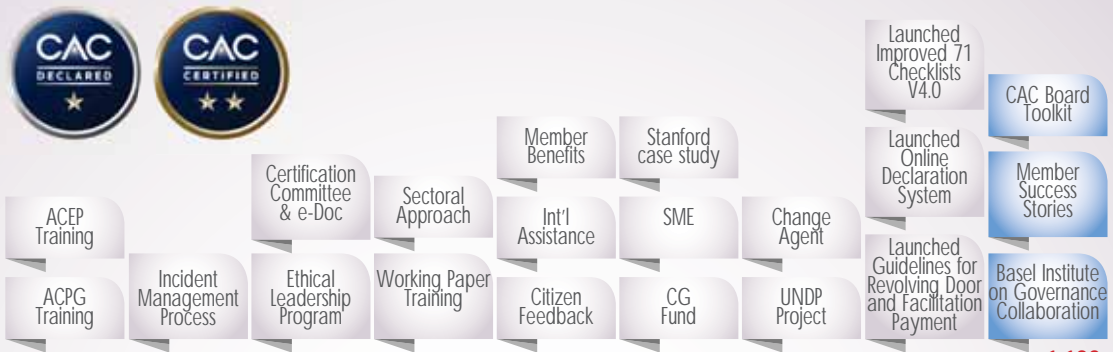 CAC
DECLARED
CAC
CERTIFIED
ACEP
Training
ACPG
Training
Incident
Management
Process
Certification
Committee
& e-Doc
Ethical
Leadership
Program
Sectoral
Approach
Working Paper
Training
Member
Benefits
Int'l
Assistance
Citizen
Feedback
Stanford
case study
SME
CG
Fund
Change
Agent
UNDP
Project
Launched
Improved 71
Checklists
V4.0
Launched
Online
Declaration
System
Launched
Guidelines for
Revolving Door
and Facilitation
Payment
CAC Board
Toolkit
Member
Success
Stories
Basel Institute
on Governance
Collaboration